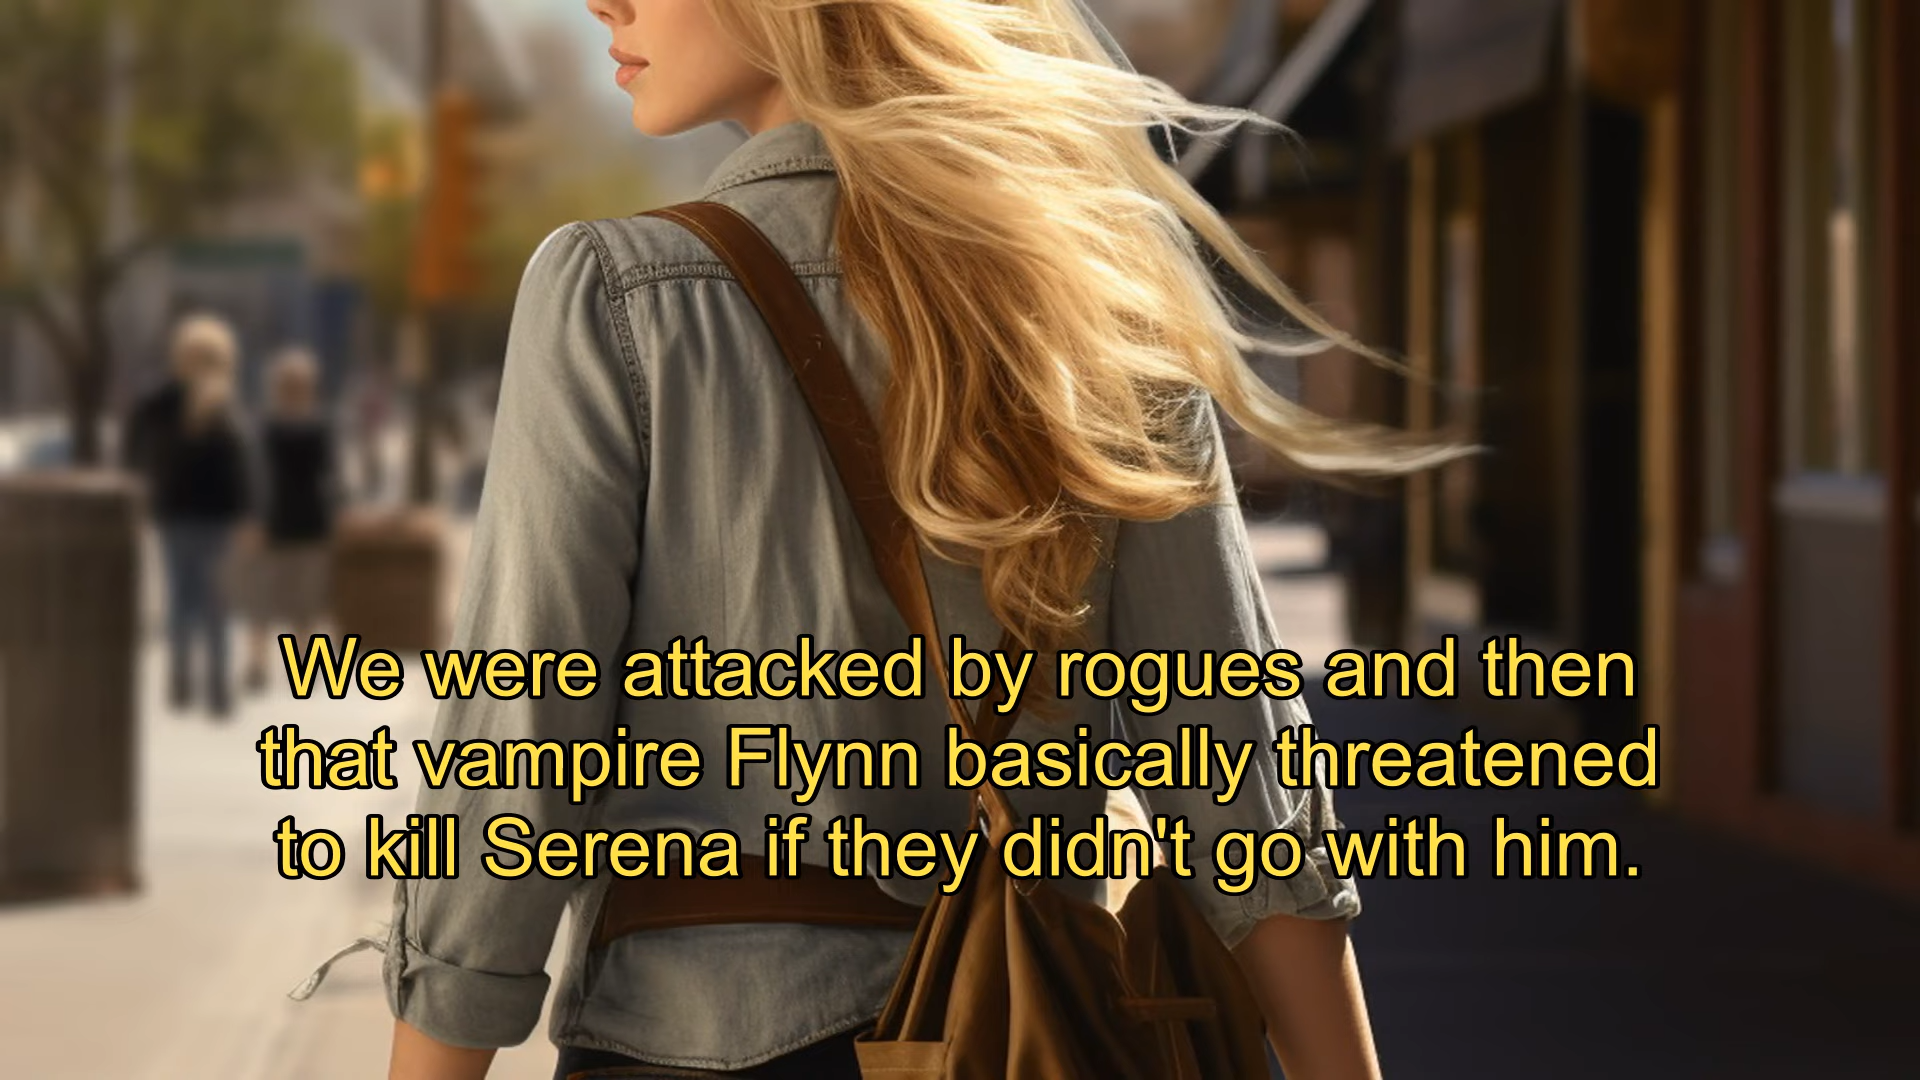 We were attacked by rogues and then
that vampire Flynn basically threatened
to kill Serena if they didn't go with him.